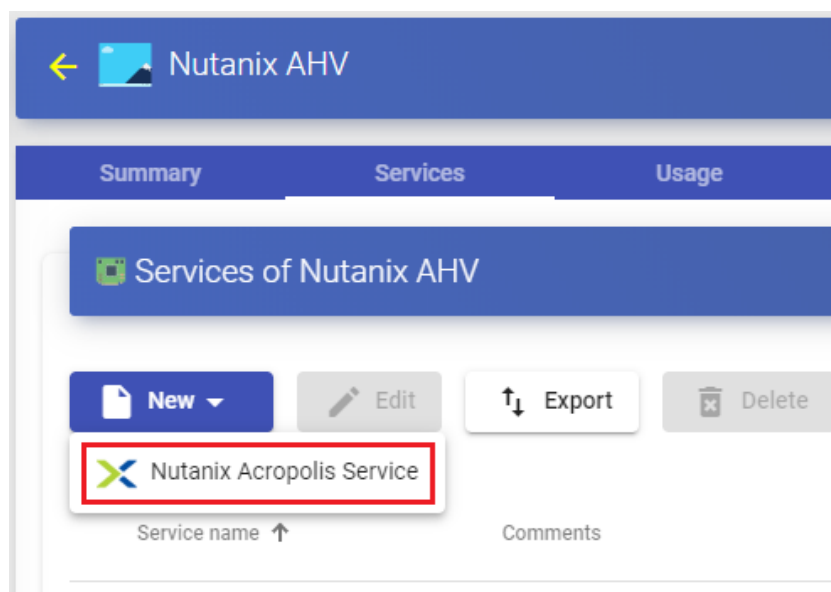 Nutanix AHV
Summary Services Usage
Services of Nutanix AHV
New Edit Export Delete
Nutanix Acropolis Service
Service name Comments